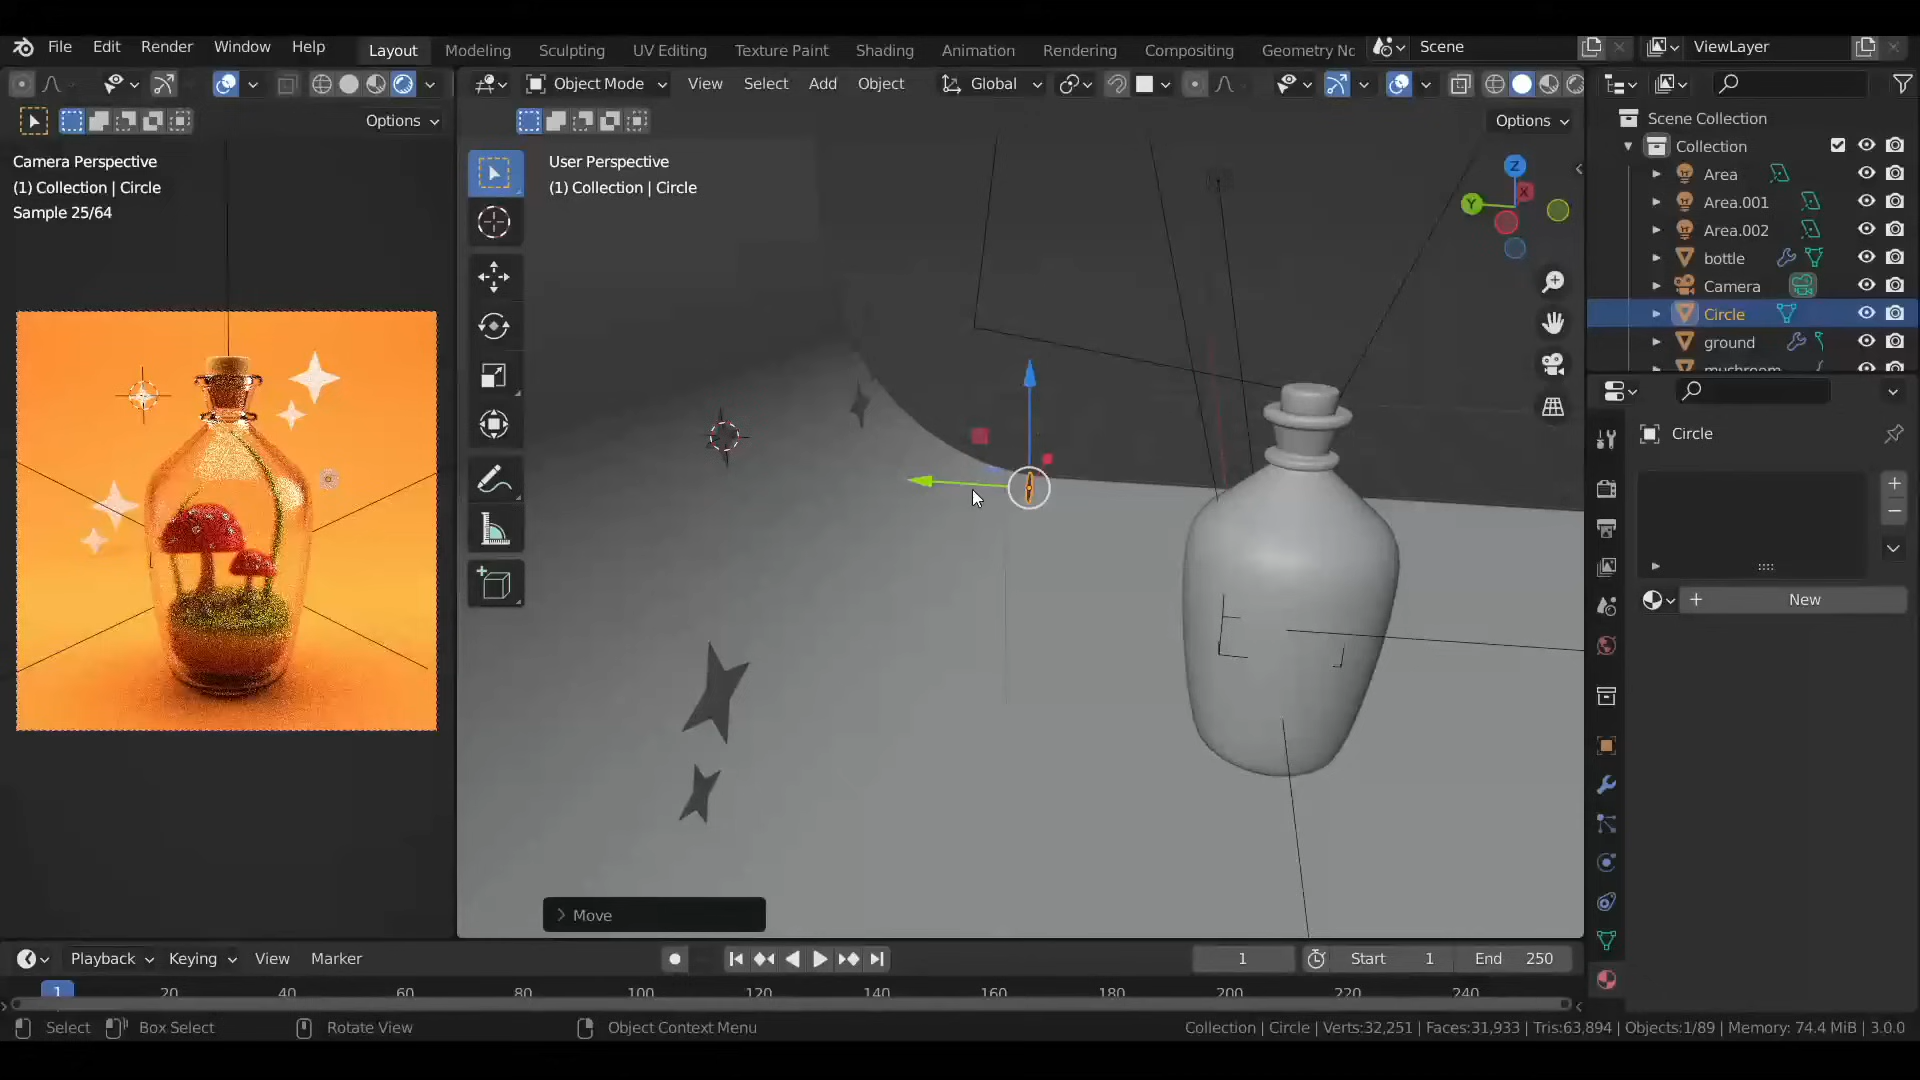 File Edit Render Window Help Layout Modeling Sculpting UV Editing Texture Paint Shading Animation Rendering Compositing Geometry Nc Scene ViewLayer
Object Mode View Select Add Object Global
Options Options
Camera Perspective
(1) Collection | Circle
Sample 25/64
User Perspective
(1) Collection | Circle
Z
X
Y
Scene Collection
Collection
Area
Area.001
Area.002
bottle
Camera
Circle
ground
mushroom
Circle
New
Move
Playback Keying View Marker 1 Start 1 End 250
1 20 40 60 80 100 120 140 160 180 200 220 240
Select Box Select Rotate View Object Context Menu Collection | Circle | Verts:32,251 | Faces:31,933 | Tris:63,894 | Objects:1/89 | Memory: 74.4 MiB | 3.0.0